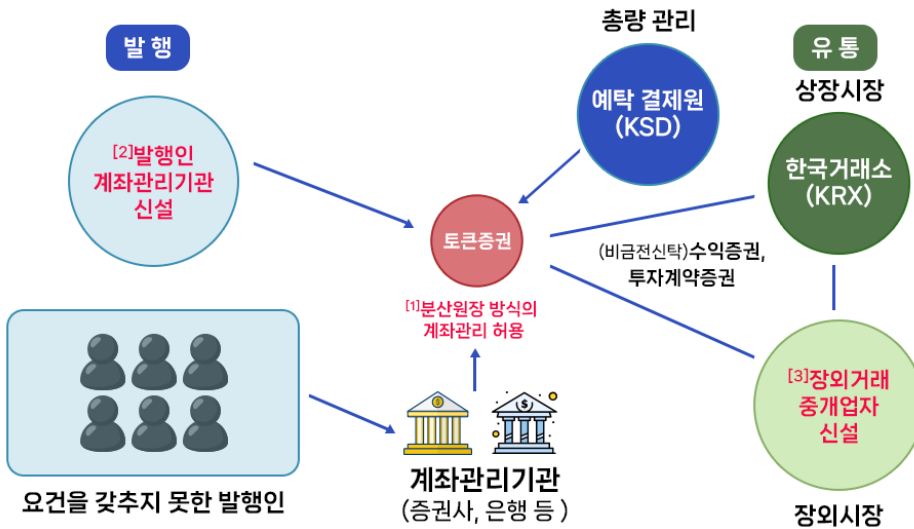 발 행
총량 관리
유 통
예탁 결제원
(KSD)
상장시장
[2]발행인
계좌관리기관
신설
한국거래소
(KRX)
토큰증권
(비금전신탁)수익증권,
투자계약증권
[1]분산원장 방식의
계좌관리 허용
[3]장외거래
중개업자
신설
요건을 갖추지 못한 발행인
계좌관리기관
(증권사, 은행 등 )
장외시장